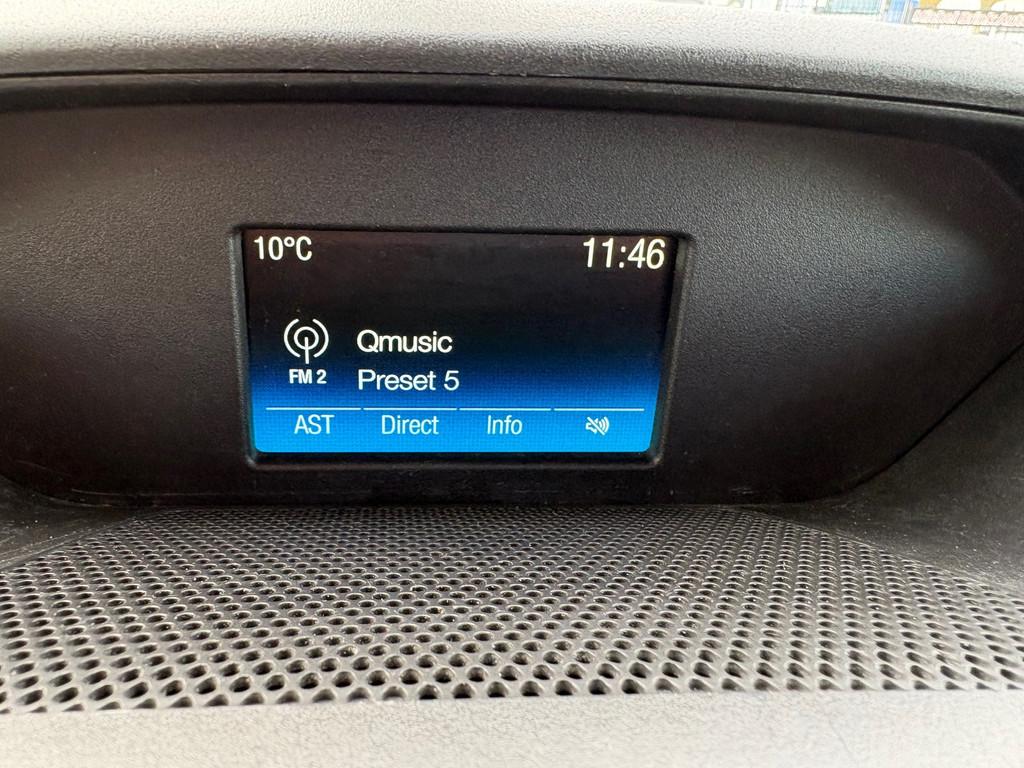 10°C 11:46
Qmusic
FM 2 Preset 5
AST Direct Info